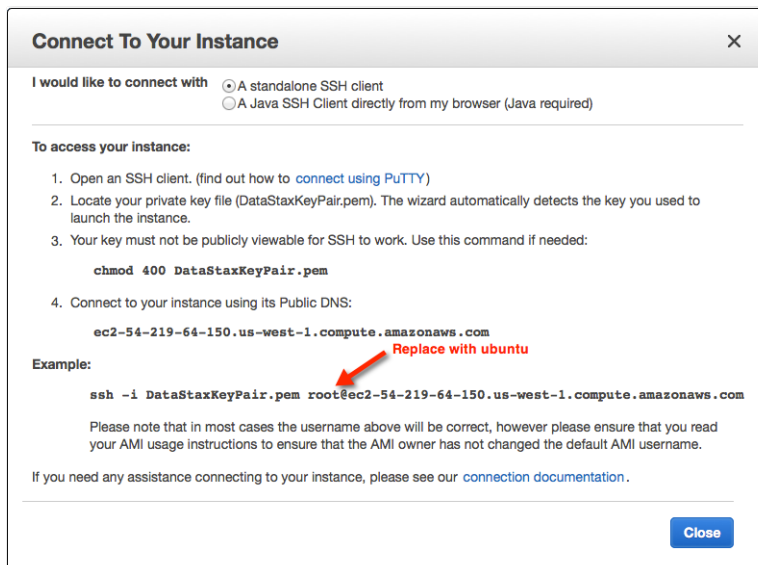 Connect To Your Instance
I would like to connect with
A standalone SSH client
A Java SSH Client directly from my browser (Java required)
To access your instance:
1. Open an SSH client. (find out how to connect using PuTTY)
2. Locate your private key file (DataStaxKeyPair.pem). The wizard automatically detects the key you used to
launch the instance.
3. Your key must not be publicly viewable for SSH to work. Use this command if needed:
chmod 400 DataStaxKeyPair.pem
4. Connect to your instance using its Public DNS:
ec2-54-219-64-150.us-west-1.compute.amazonaws.com
Replace with ubuntu
Example:
ssh -i DataStaxKeyPair.pem root@ec2-54-219-64-150.us-west-1.compute.amazonaws.com
Please note that in most cases the username above will be correct, however please ensure that you read
your AMI usage instructions to ensure that the AMI owner has not changed the default AMI username.
If you need any assistance connecting to your instance, please see our connection documentation.
Close